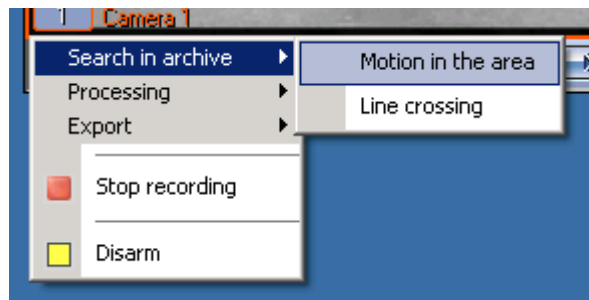 1 Camera 1
Search in archive
Motion in the area
Processing
Line crossing
Export
Stop recording
Disarm